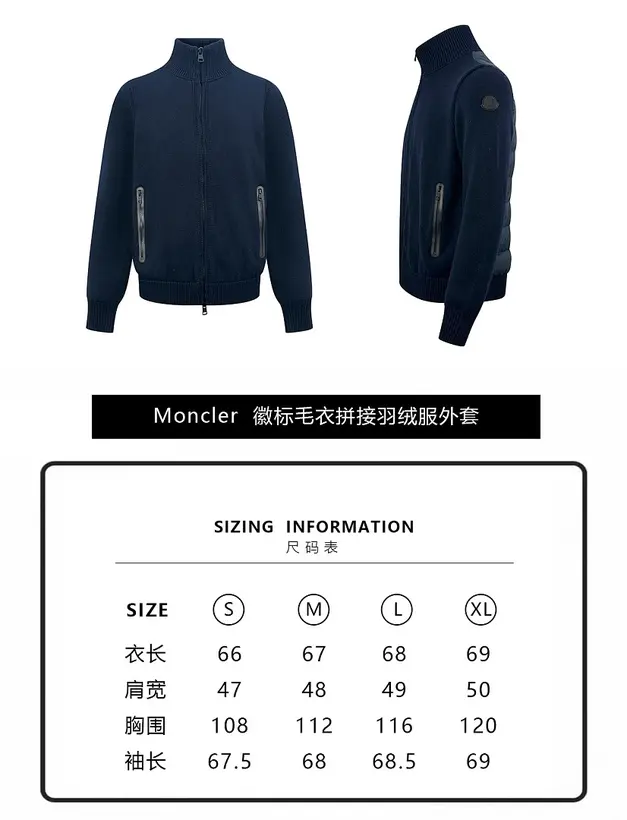 Moncler 徽标毛衣拼接羽绒服外套
SIZING INFORMATION
尺码表
SIZE S M L XL
衣长 66 67 68 69
肩宽 47 48 49 50
胸围 108 112 116 120
袖长 67.5 68 68.5 69